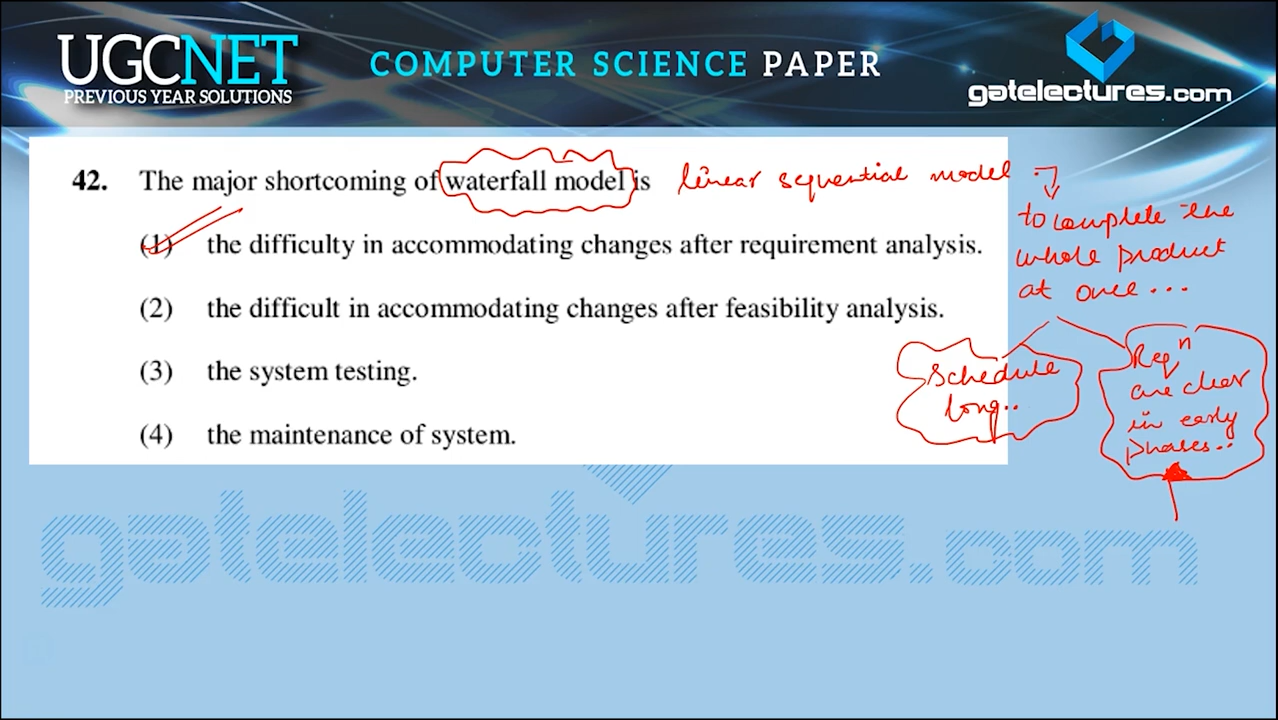 UGCNET
PREVIOUS YEAR SOLUTIONS
COMPUTER SCIENCE PAPER
gatelectures.com
42. The major shortcoming of waterfall model is linear sequential model
(1) the difficulty in accommodating changes after requirement analysis.
(2) the difficult in accommodating changes after feasibility analysis.
(3) the system testing.
(4) the maintenance of system.
to complete the
whole product
at once...
Schedule
long..
Reqn
are clear
in early
phases..
gatelectures.com